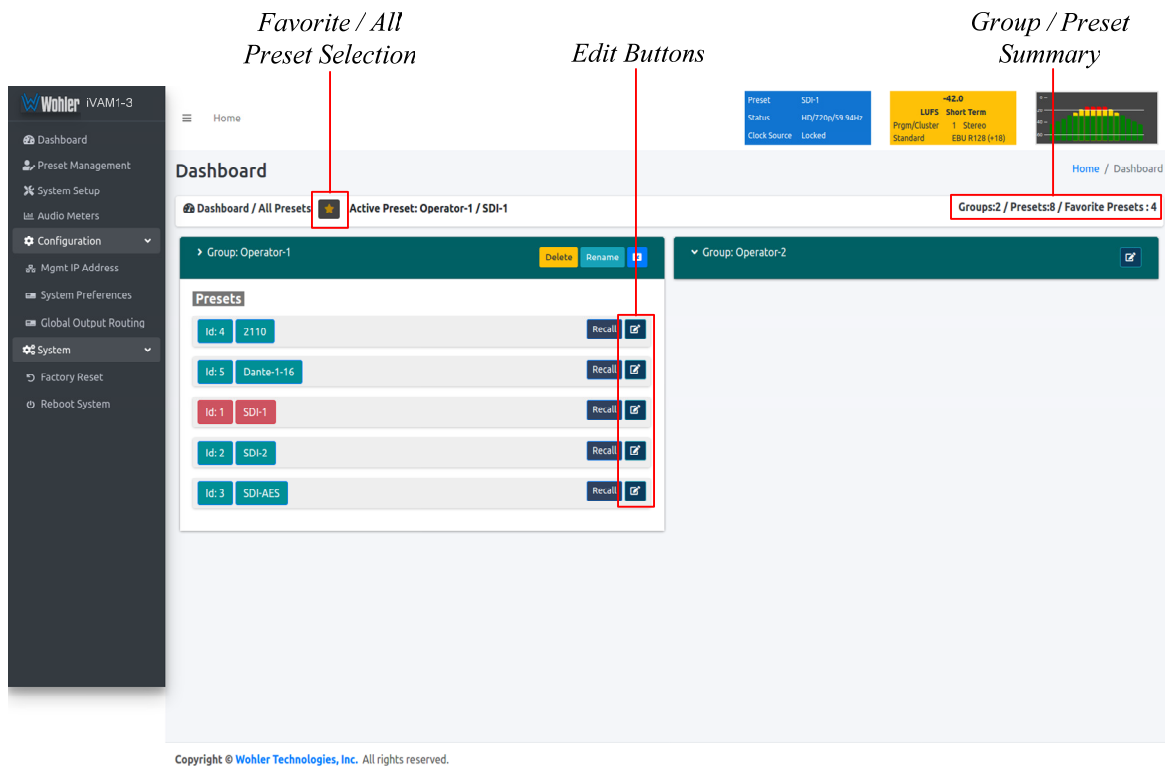 Favorite / All
Preset Selection
Edit Buttons
Group / Preset
Summary
Wohler iVAM1-3
Dashboard
Preset Management
System Setup
Audio Meters
Configuration
Mgmt IP Address
System Preferences
Global Output Routing
System
Factory Reset
Reboot System
Home
Preset SDI-1
Status HD/720p/59.94Hz
Clock Source Locked
-42.0
LUFS Short Term
Prgm/Cluster 1 Stereo
Standard EBU R128 (+18)
Dashboard
Home / Dashboard
Dashboard / All Presets Active Preset: Operator-1 / SDI-1
Groups:2 / Presets:8 / Favorite Presets : 4
Group: Operator-1
Delete Rename
Group: Operator-2
Presets
Id: 4 2110 Recall
Id: 5 Dante-1-16 Recall
Id: 1 SDI-1 Recall
Id: 2 SDI-2 Recall
Id: 3 SDI-AES Recall
Copyright © Wohler Technologies, Inc. All rights reserved.